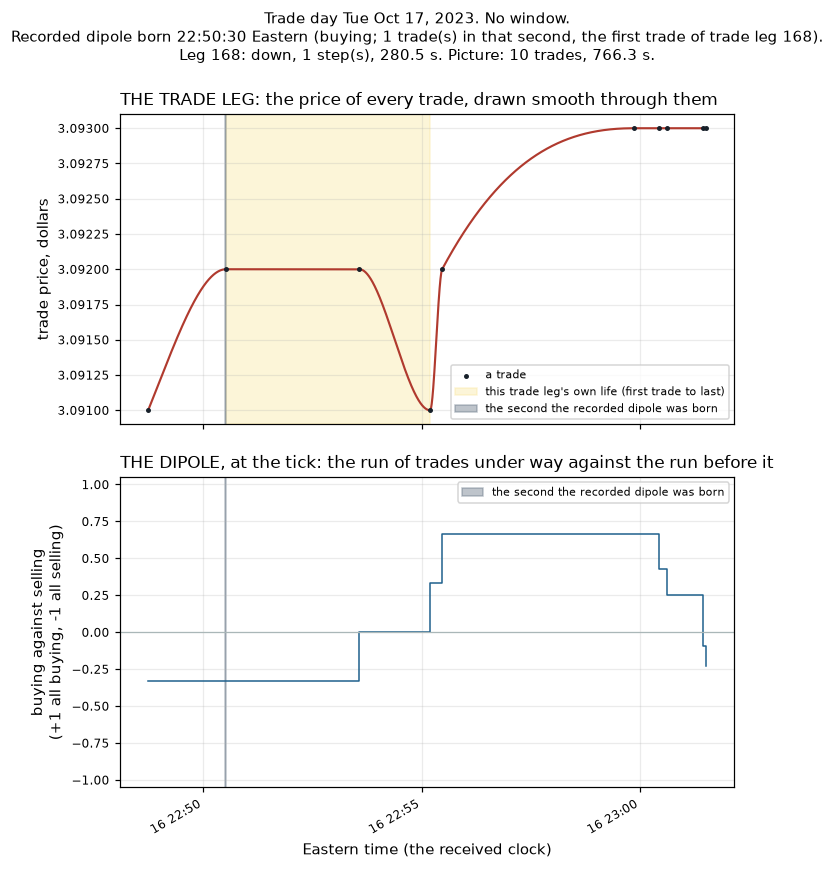 Trade day Tue Oct 17, 2023. No window.
Recorded dipole born 22:50:30 Eastern (buying; 1 trade(s) in that second, the first trade of trade leg 168).
Leg 168: down, 1 step(s), 280.5 s. Picture: 10 trades, 766.3 s.
THE TRADE LEG: the price of every trade, drawn smooth through them
trade price, dollars
3.09300
3.09275
3.09250
3.09225
3.09200
3.09175
3.09150
3.09125
3.09100
a trade
this trade leg's own life (first trade to last)
the second the recorded dipole was born
THE DIPOLE, at the tick: the run of trades under way against the run before it
buying against selling
(+1 all buying, -1 all selling)
1.00
0.75
0.50
0.25
0.00
−0.25
−0.50
−0.75
−1.00
the second the recorded dipole was born
16 22:50
16 22:55
16 23:00
Eastern time (the received clock)